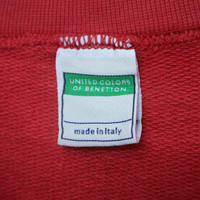 UNITED COLORS
OF BENETTON.
made in Italy